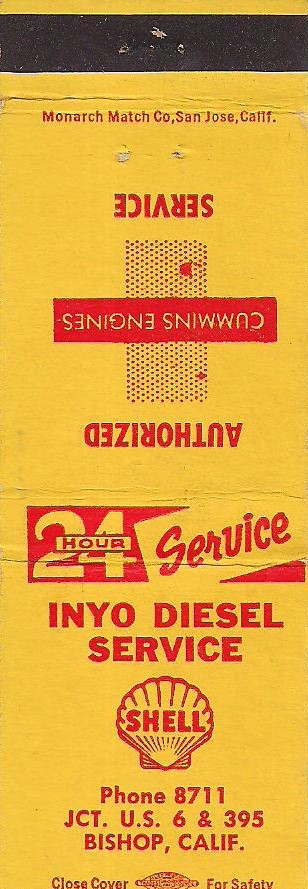 Monarch Match Co, San Jose, Calif.
AUTHORIZED
CUMMINS ENGINES
SERVICE
24 HOUR Service
INYO DIESEL
SERVICE
SHELL
Phone 8711
JCT. U.S. 6 & 395
BISHOP, CALIF.
Close Cover For Safety